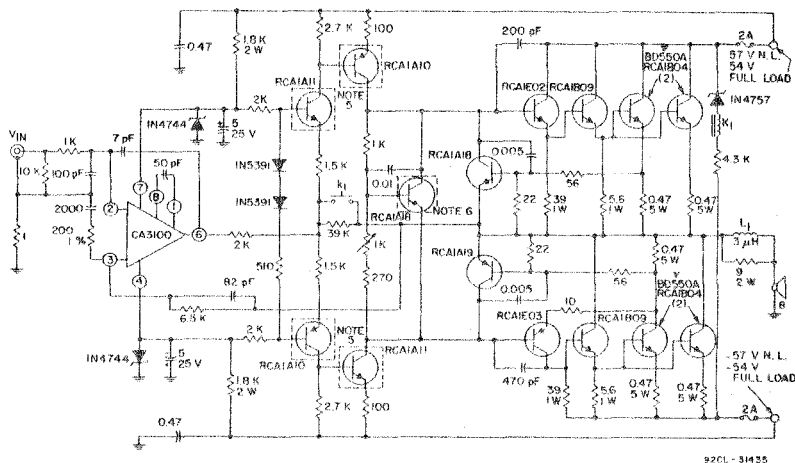 2.7 K
100
RCA1A10
1.8 K
2 W
0.47
RCA1A11
NOTE
5
200 pF
BD550A
RCA1B04
(2)
2A
57 V N.L.
54 V
FULL LOAD
RCA1E02
RCA1B09
1N4757
K1
4.3 K
2K
1N4744
5
25 V
VIN
1K
7 pF
50 pF
10 K
100 pF
7
8
1
2
6
CA3100
3
4
2000
200
1 %
1
1N5391
1N5391
1.5 K
k1
39 K
1K
0.01
RCA1A18
NOTE 6
RCA1A18
0.005
56
22
39
1W
5.6
1 W
0.47
5 W
0.47
5 W
2 K
1K
1.5 K
270
510
82 pF
6.8 K
RCA1A19
22
0.005
56
0.47
5 W
L1
3 µH
9
2 W
8
10
BD550A
RCA1B04
(2)
RCA1E03
RCA1B09
1N4744
5
25 V
2 K
NOTE
5
RCA1A10
RCA1A11
1.8 K
2 W
2.7 K
100
470 pF
39
1W
5.6
1 W
0.47
5 W
0.47
5 W
2A
-57 V N.L.
-54 V
FULL LOAD
0.47
92CL-31435